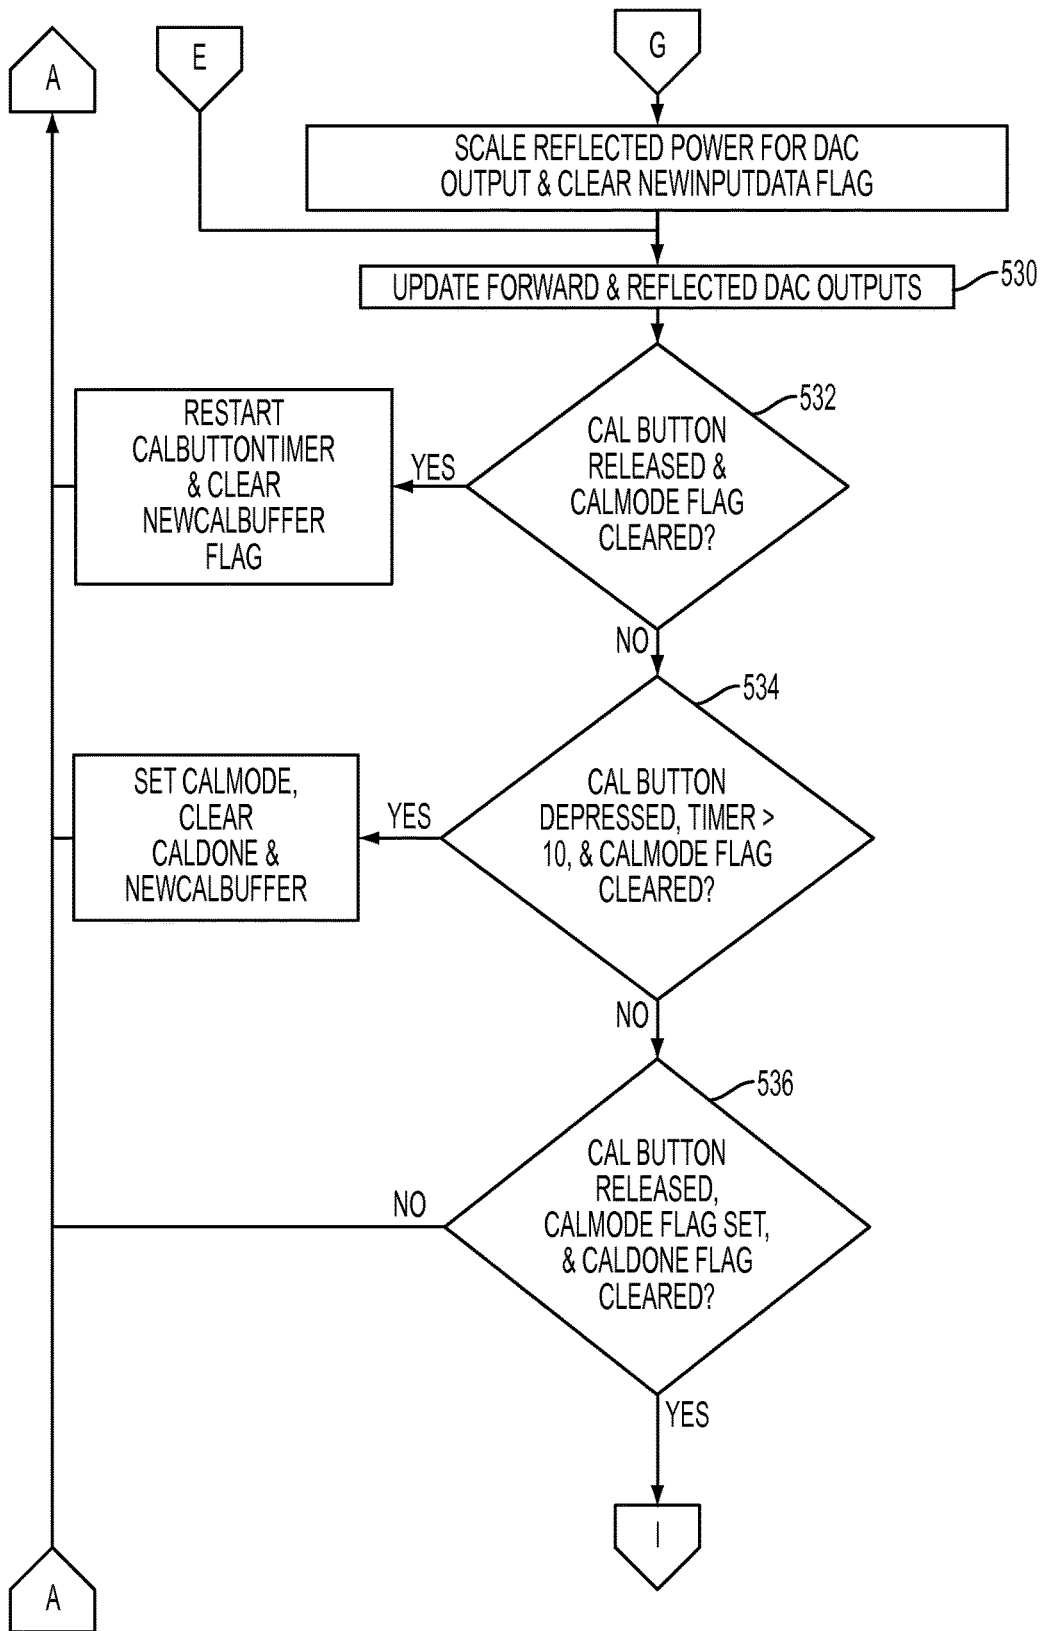 A
E
G
SCALE REFLECTED POWER FOR DAC
OUTPUT & CLEAR NEWINPUTDATA FLAG
UPDATE FORWARD & REFLECTED DAC OUTPUTS
530
532
CAL BUTTON
RELEASED &
CALMODE FLAG
CLEARED?
YES
RESTART
CALBUTTONTIMER
& CLEAR
NEWCALBUFFER
FLAG
NO
534
CAL BUTTON
DEPRESSED, TIMER >
10, & CALMODE FLAG
CLEARED?
YES
SET CALMODE,
CLEAR
CALDONE &
NEWCALBUFFER
NO
536
CAL BUTTON
RELEASED,
CALMODE FLAG SET,
& CALDONE FLAG
CLEARED?
NO
YES
I
A